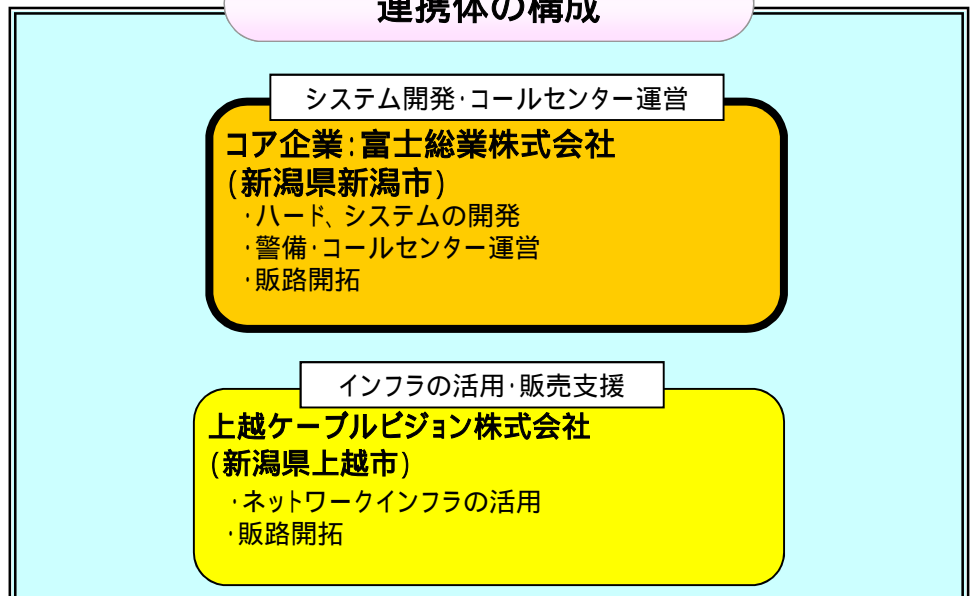 連携体の構成
システム開発・コールセンター運営
コア企業:富士総業株式会社
(新潟県新潟市)
・ハード、システムの開発
・警備・コールセンター運営
・販路開拓
インフラの活用・販売支援
上越ケーブルビジョン株式会社
(新潟県上越市)
・ネットワークインフラの活用
・販路開拓